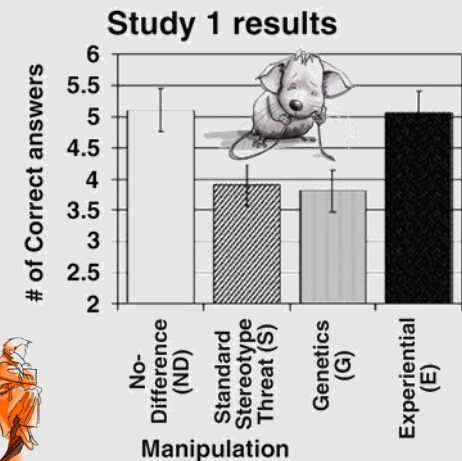 Study 1 results
# of Correct answers
6
5.5
5
4.5
4
3.5
3
2.5
2
No-
Difference
(ND)
Standard
Stereotype
Threat (S)
Genetics
(G)
Experiential
(E)
Manipulation